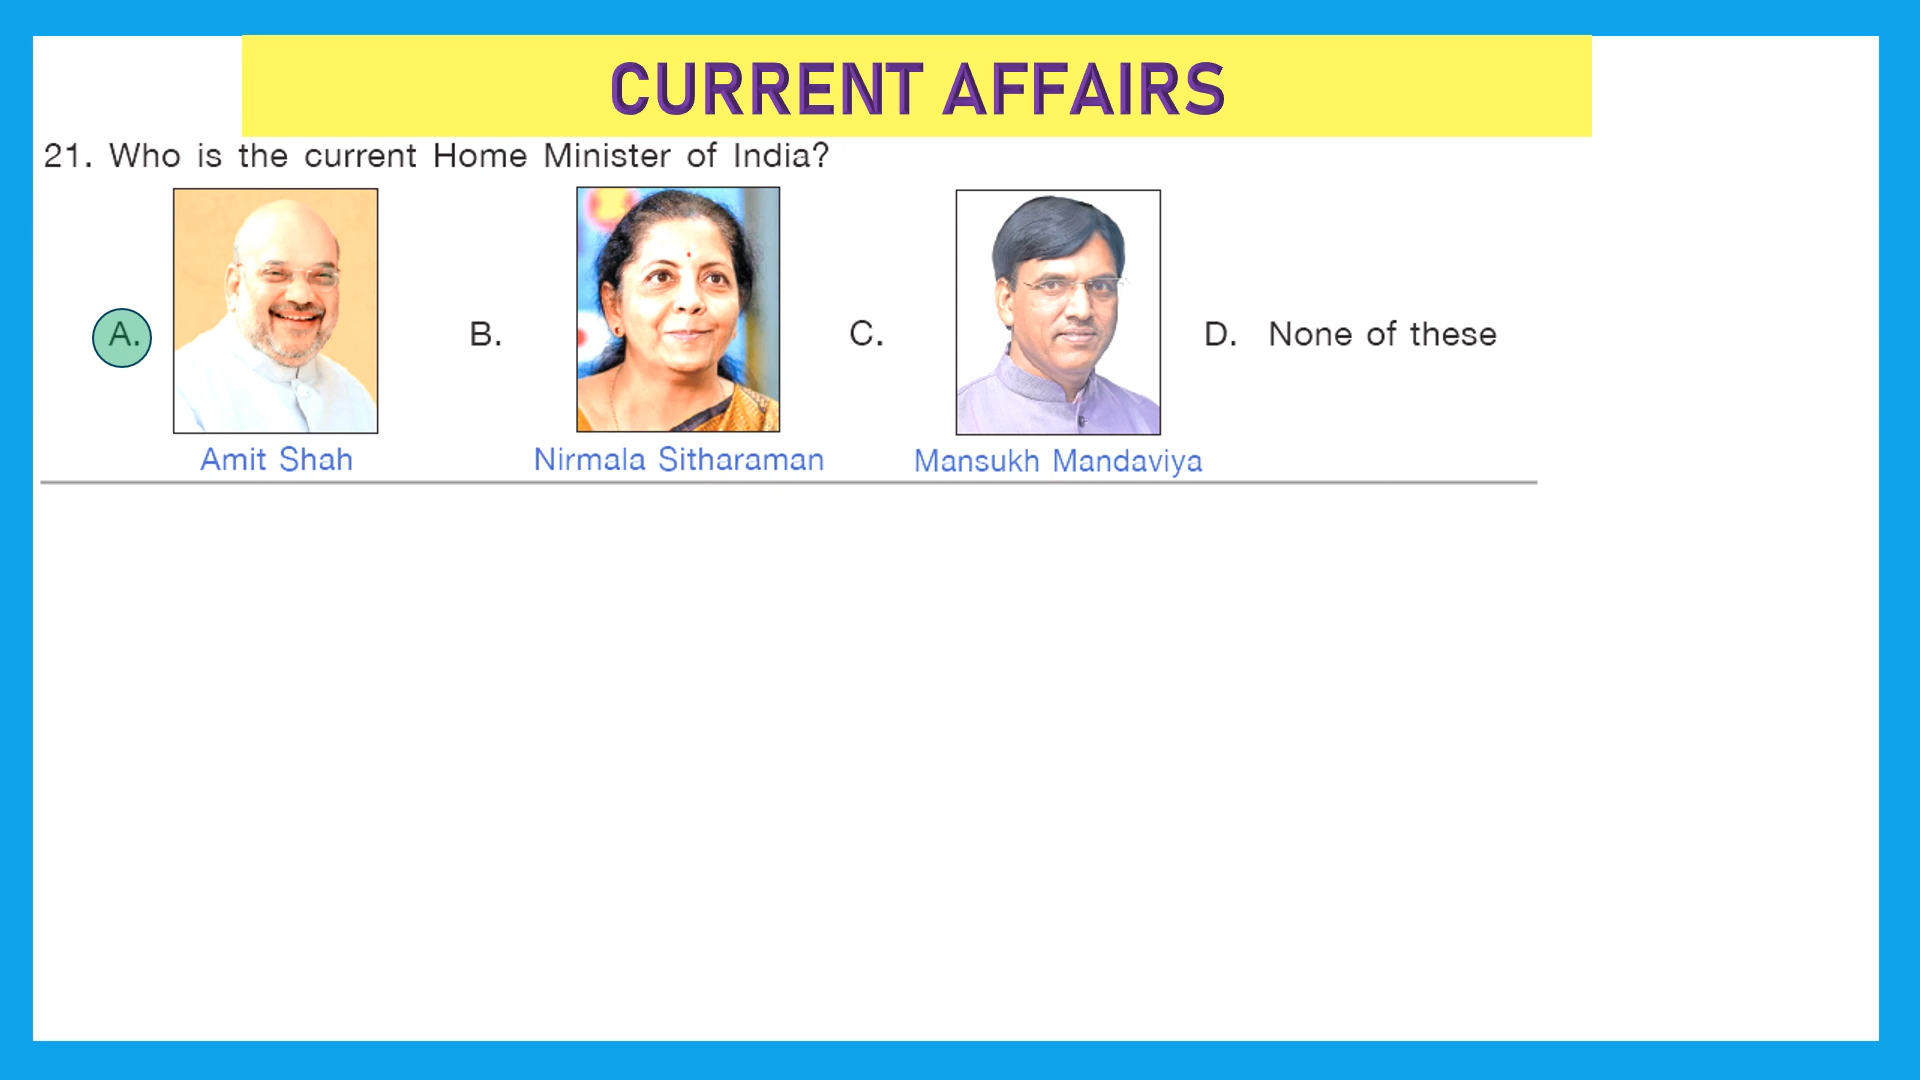 CURRENT AFFAIRS
21. Who is the current Home Minister of India?
A. B. C. D. None of these
Amit Shah Nirmala Sitharaman Mansukh Mandaviya